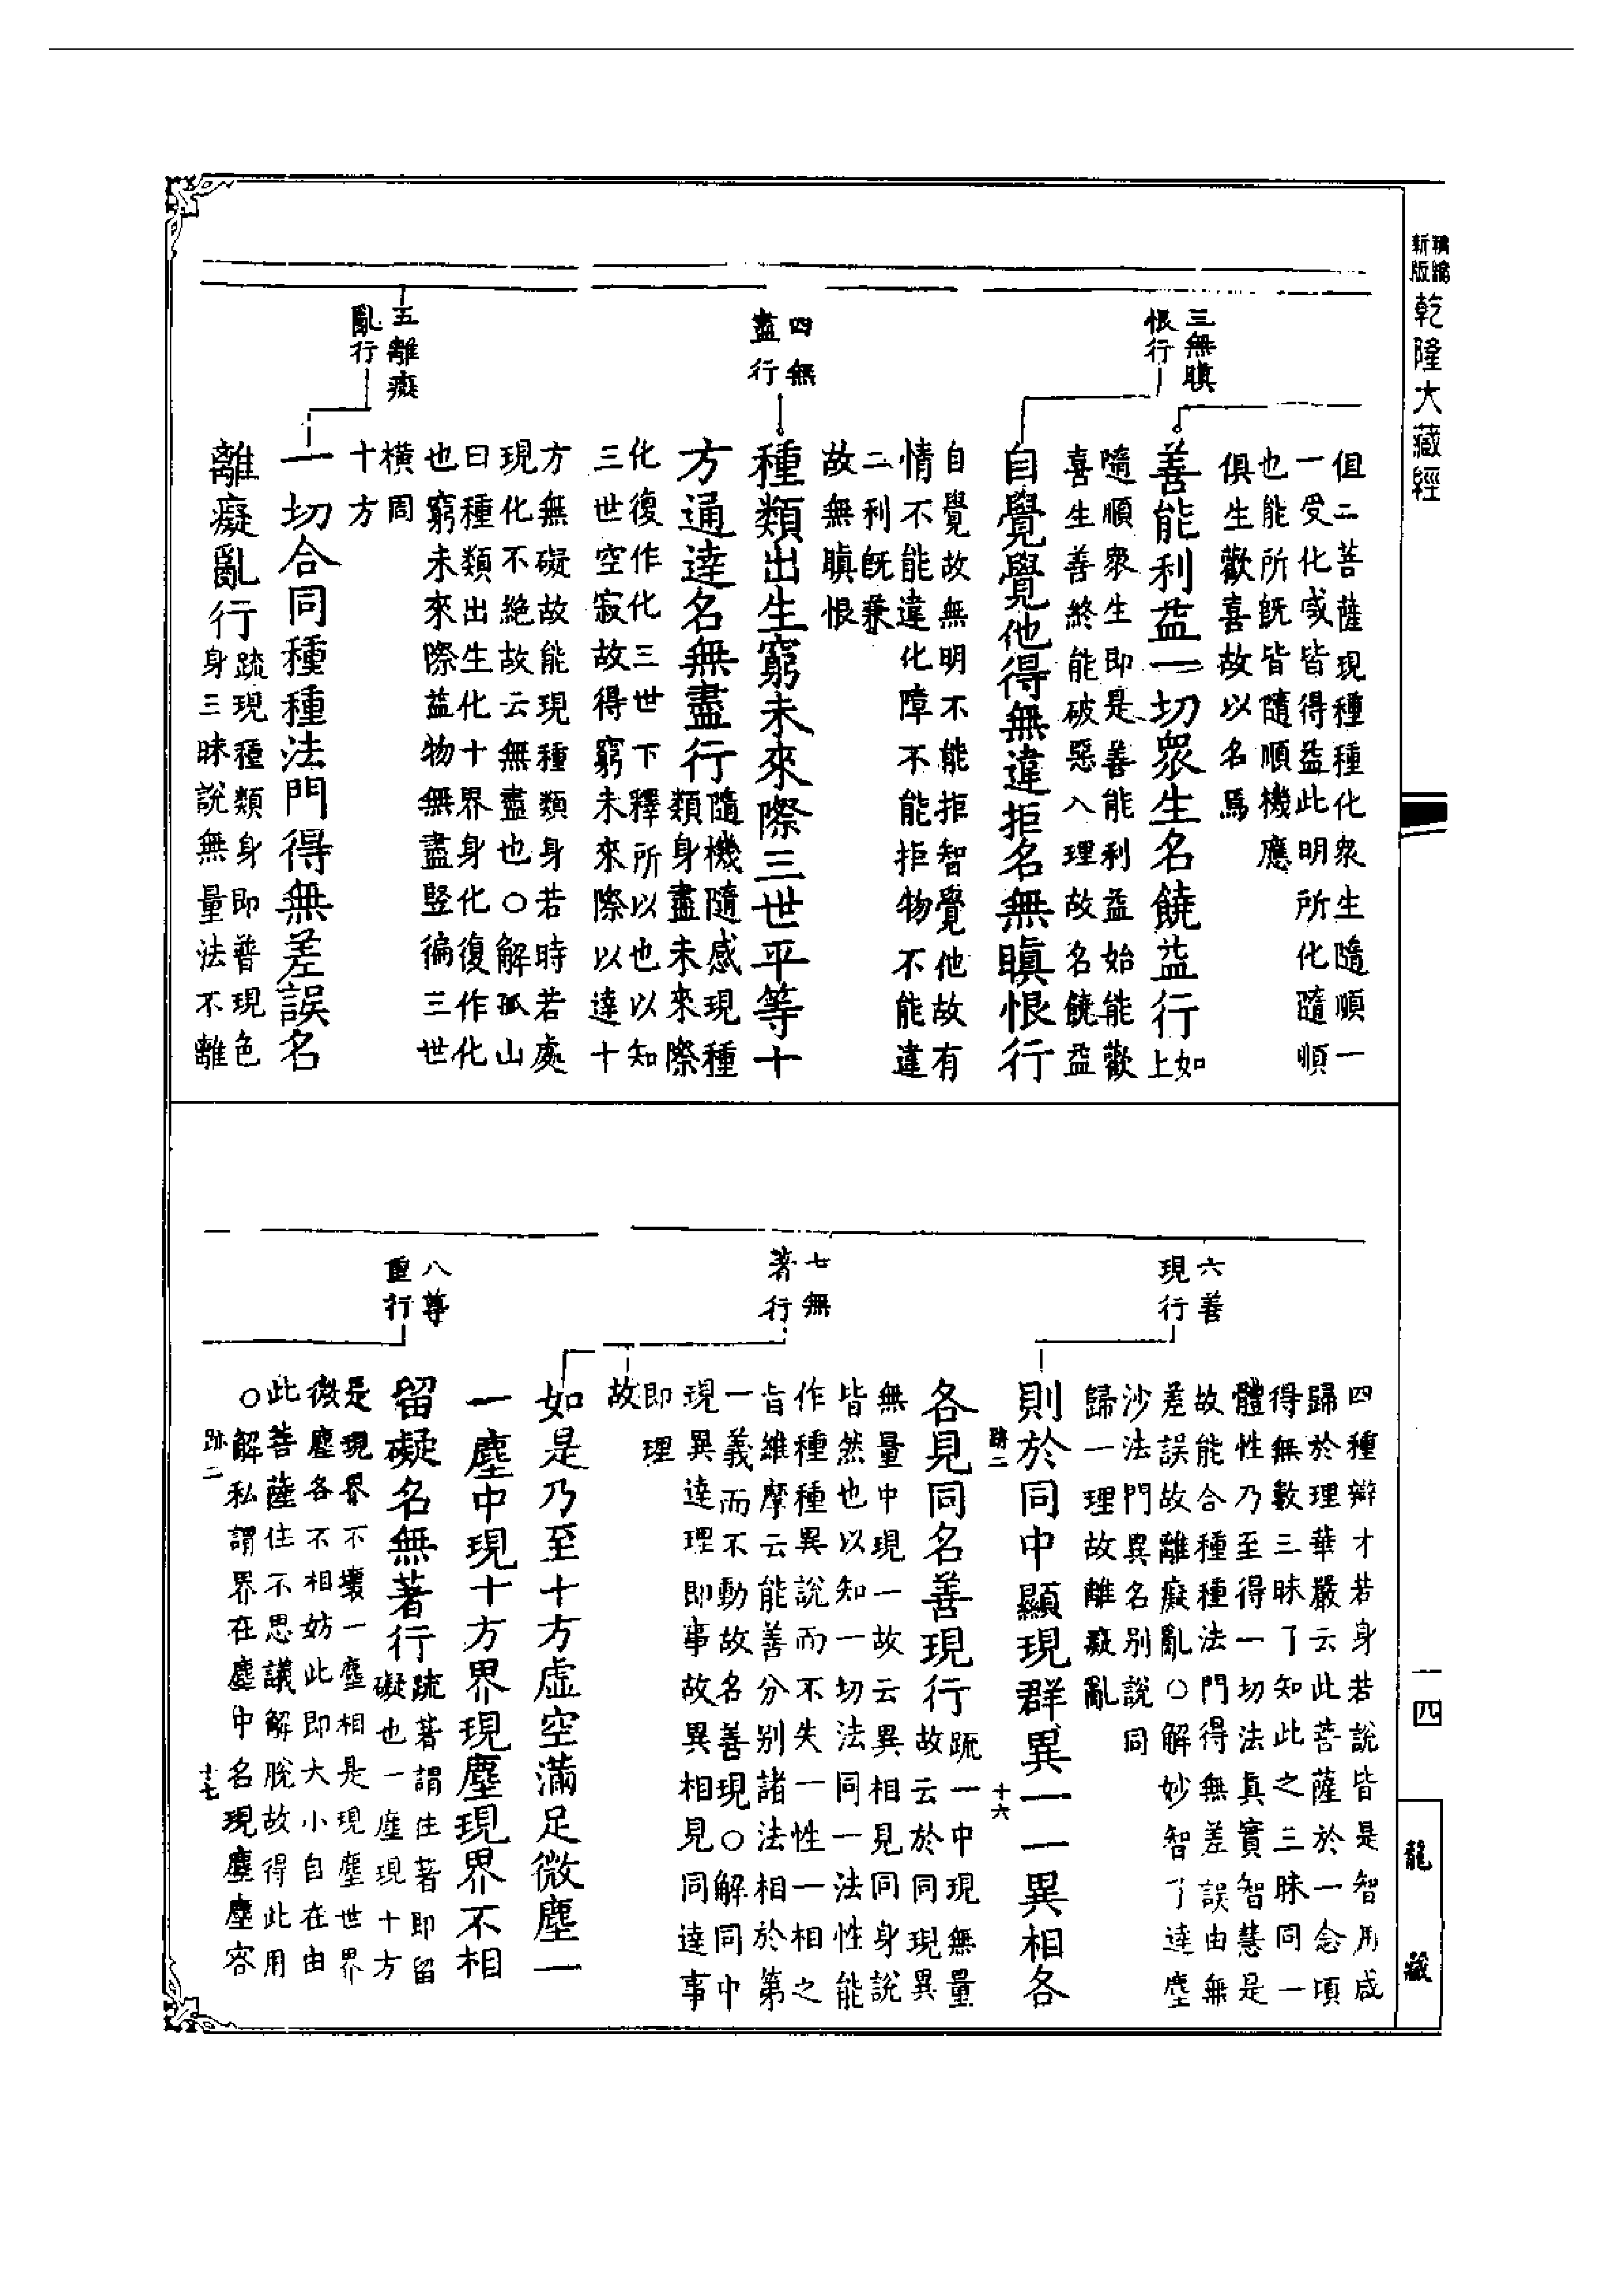 新版
乾隆大藏經
三無瞋
恨行
四無
盡行
五離癡
亂行
但二菩薩現種種化眾生隨順一
一受化咸皆得益此明所化隨順
也能所既皆隨順機應
俱生歡喜故以名焉
善能利益一切眾生名饒益行如
上
隨順眾生即是善能利益始能歡
喜生善終能破惡入理故名饒益
自覺覺他得無違拒名無瞋恨行
自覺故無明不能拒智覺他故有
情不能違化障不能拒物不能違
二利既兼
故無瞋恨
種類出生窮未來際三世平等十
方通達名無盡行隨機隨感現種
類身盡未來際
化復作化三世下釋所以也以知
三世空寂故得窮未來際以達十
方無礙故能現種類身若時若處
現化不絕故云無盡也○解孤山
曰種類出生化十界身化復作化
也窮未來際益物無盡豎徧三世
橫周
十方
一切合同種種法門得無差誤名
離癡亂行疏現種類身即普現色
身三昧說無量法不離
一四
龍藏
六善
現行
七無
著行
八尊
重行
四種辯才若身若說皆是智用咸
歸於理華嚴云此菩薩於一念頃
得無數三昧了知此之三昧同一
體性乃至得一切法真實智慧是
故能合種種法門得無差誤由無
差誤故離癡亂○解妙智了達塵
沙法門異名別說同
歸一理故離癡亂
則於同中顯現群異一一異相各
疏二
十六
各見同名善現行疏一中現無量
故云於同現異
無量中現一故云異相見同身說
皆然也以知一切法同一法性能
作種種異說而不失一性一相之
旨維摩云能善分別諸法相於第
一義而不動故名善現○解同中
現異達理即事故異相見同達事
即理
故
如是乃至十方虛空滿足微塵一
一塵中現十方界現塵現界不相
留礙名無著行疏著謂住著即留
礙也一塵現十方
是現界不壞一塵相是現塵世界
微塵各不相妨此即大小自在由
此菩薩住不思議解脫故得此用
○解私謂界在塵中名現塵塵容
疏二
十七